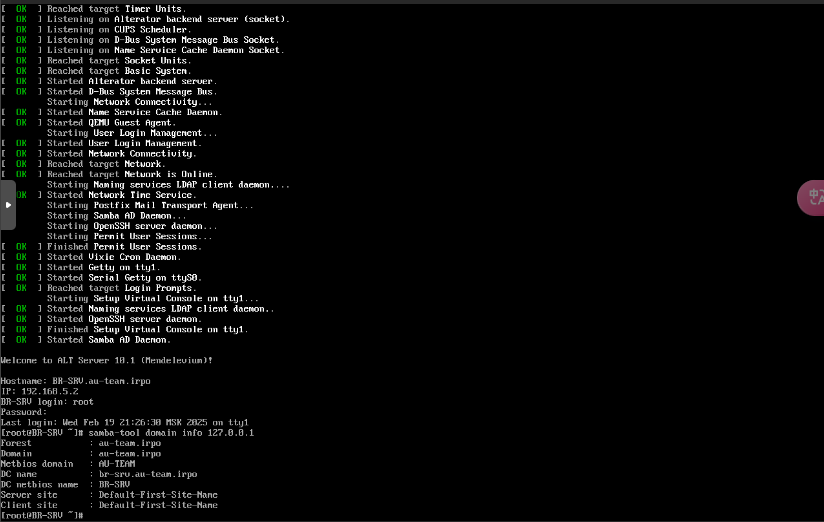 [  OK  ] Reached target Timer Units.
[  OK  ] Listening on Alterator backend server (socket).
[  OK  ] Listening on CUPS Scheduler.
[  OK  ] Listening on D-Bus System Message Bus Socket.
[  OK  ] Listening on Name Service Cache Daemon Socket.
[  OK  ] Reached target Socket Units.
[  OK  ] Reached target Basic System.
[  OK  ] Started Alterator backend server.
[  OK  ] Started D-Bus System Message Bus.
Starting Network Connectivity...
[  OK  ] Started Name Service Cache Daemon.
[  OK  ] Started QEMU Guest Agent.
Starting User Login Management...
[  OK  ] Started User Login Management.
[  OK  ] Started Network Connectivity.
[  OK  ] Reached target Network.
[  OK  ] Reached target Network is Online.
Starting Naming services LDAP client daemon....
OK  ] Started Network Time Service.
Starting Postfix Mail Transport Agent...
Starting Samba AD Daemon...
Starting OpenSSH server daemon...
Starting Permit User Sessions...
[  OK  ] Finished Permit User Sessions.
[  OK  ] Started Vixie Cron Daemon.
[  OK  ] Started Getty on tty1.
[  OK  ] Started Serial Getty on ttyS0.
[  OK  ] Reached target Login Prompts.
Starting Setup Virtual Console on tty1...
[  OK  ] Started Naming services LDAP client daemon..
[  OK  ] Started OpenSSH server daemon.
[  OK  ] Finished Setup Virtual Console on tty1.
[  OK  ] Started Samba AD Daemon.
Welcome to ALT Server 10.1 (Mendelevium)!
Hostname: BR-SRV.au-team.irpo
IP: 192.168.5.2
BR-SRV login: root
Password:
Last login: Wed Feb 19 21:26:30 MSK 2025 on tty1
[root@BR-SRV ~]# samba-tool domain info 127.0.0.1
Forest           : au-team.irpo
Domain           : au-team.irpo
Netbios domain   : AU-TEAM
DC name          : br-srv.au-team.irpo
DC netbios name  : BR-SRV
Server site      : Default-First-Site-Name
Client site      : Default-First-Site-Name
[root@BR-SRV ~]#